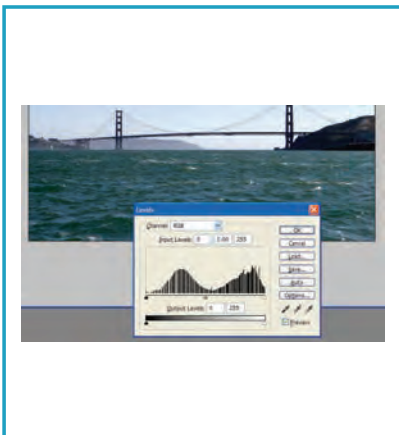 Levels
Channel: RGB
Input Levels: 0 1.00 255
Output Levels: 0 255
OK
Cancel
Load...
Save...
Auto
Options...
Preview